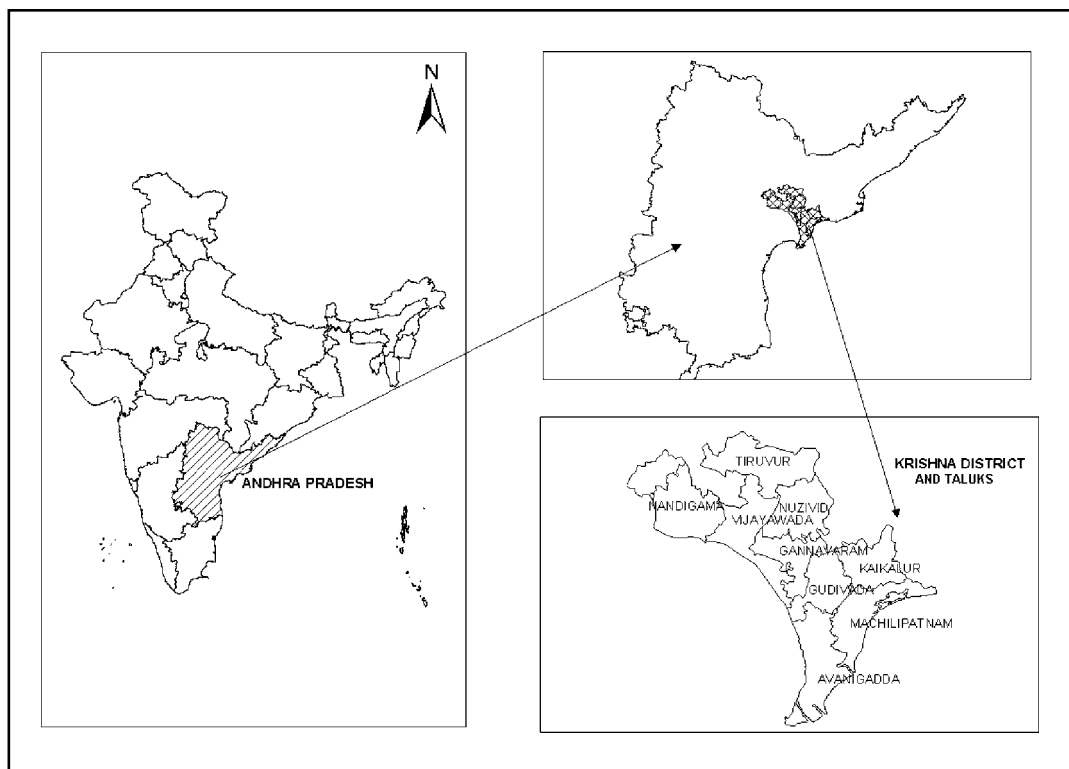 N
ANDHRA PRADESH
KRISHNA DISTRICT
AND TALUKS
TIRUVUR
NANDIGAMA
NUZIVID
VIJAYAWADA
GANNAVARAM
KAIKALUR
GUDIVADA
MACHILIPATNAM
AVANIGADDA